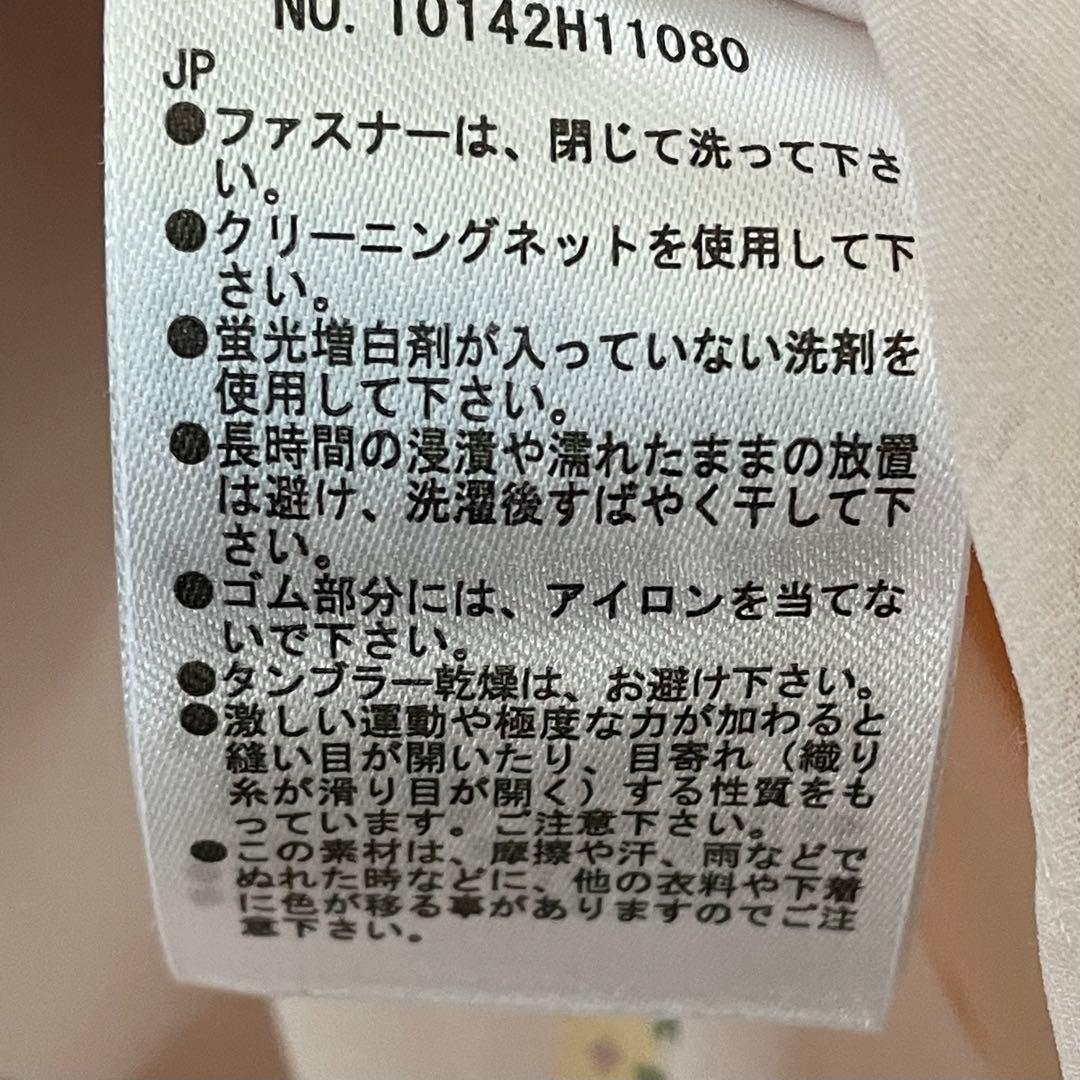 NO. 10142H11080
JP
●ファスナーは、閉じて洗って下さ
い。
●クリーニングネットを使用して下
さい。
●蛍光増白剤が入っていない洗剤を
使用して下さい。
●長時間の浸漬や濡れたままの放置
は避け、洗濯後すばやく干して下
さい。
●ゴム部分には、アイロンを当てな
いで下さい。
●タンブラー乾燥は、お避け下さい。
●激しい運動や極度な力が加わると
縫い目が開いたり、目寄れ（織り
糸が滑り目が開く）する性質をも
っています。ご注意下さい。
●この素材は、摩擦や汗、雨などで
ぬれた時などに、他の衣料や下着
に色が移る事がありますのでご注
意下さい。